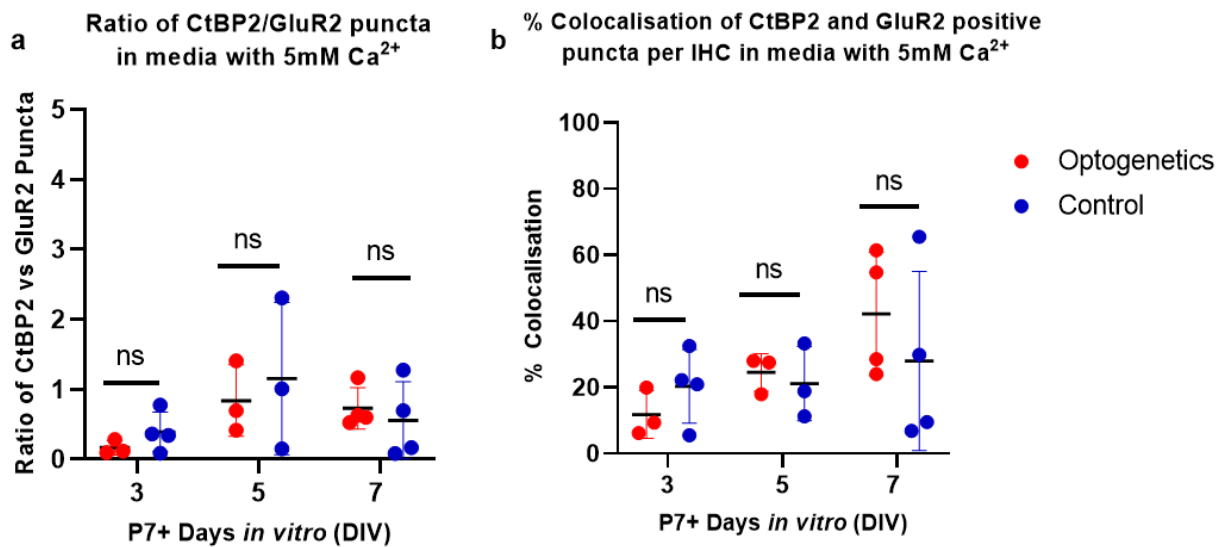 a
Ratio of CtBP2/GluR2 puncta
in media with 5mM Ca²⁺
Ratio of CtBP2 vs GluR2 Puncta
5
4
3
2
1
0
ns
ns
ns
3 5 7
P7+ Days in vitro (DIV)
b
% Colocalisation of CtBP2 and GluR2 positive
puncta per IHC in media with 5mM Ca²⁺
% Colocalisation
100
80
60
40
20
0
ns
ns
ns
3 5 7
P7+ Days in vitro (DIV)
Optogenetics
Control